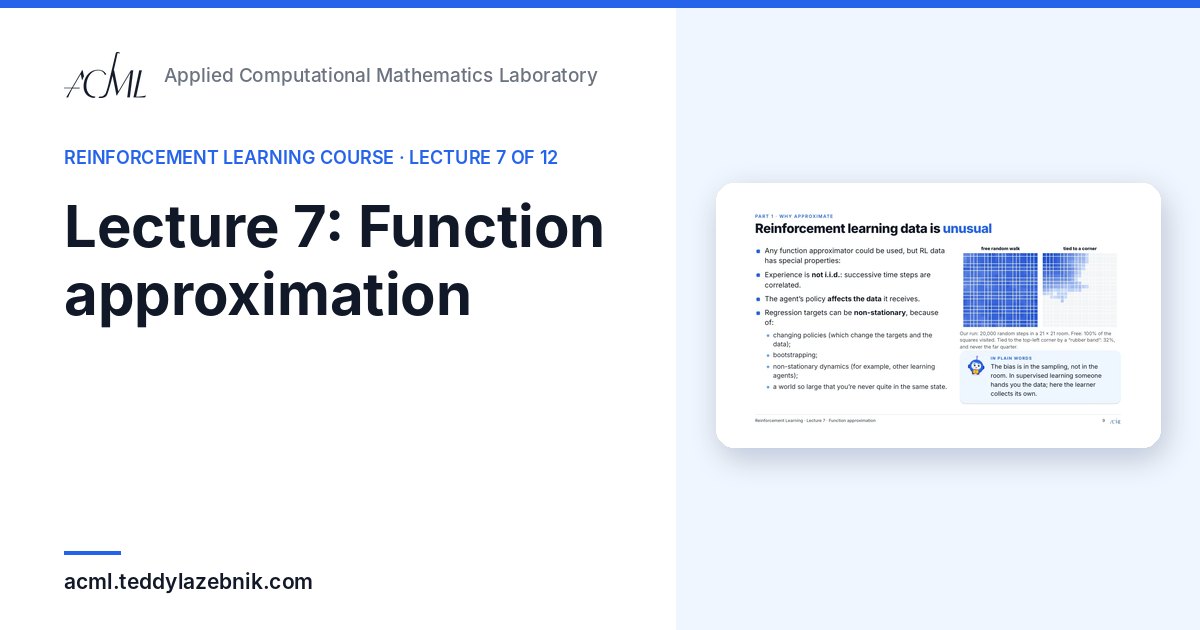 ACML
Applied Computational Mathematics Laboratory
REINFORCEMENT LEARNING COURSE · LECTURE 7 OF 12
Lecture 7: Function
approximation
acml.teddylazebnik.com
PART 1 · WHY APPROXIMATE
Reinforcement learning data is unusual
Any function approximator could be used, but RL data
has special properties:
Experience is not i.i.d.: successive time steps are
correlated.
The agent's policy affects the data it receives.
Regression targets can be non-stationary, because
of:
changing policies (which change the targets and the
data);
bootstrapping;
non-stationary dynamics (for example, other learning
agents);
a world so large that you're never quite in the same state.
free random walk
tied to a corner
Our run: 20,000 random steps in a 21 × 21 room. Free: 100% of the
squares visited. Tied to the top-left corner by a "rubber band": 32%,
and never the far quarter.
IN PLAIN WORDS
The bias is in the sampling, not in the
room. In supervised learning someone
hands you the data; here the learner
collects its own.
Reinforcement Learning · Lecture 7 · Function approximation
9
ACML